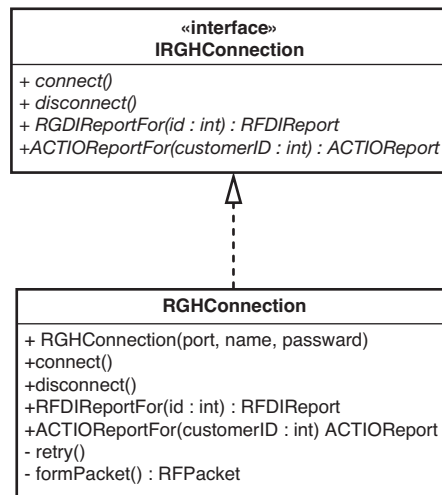 «interface»
IRGHConnection
+ connect()
+ disconnect()
+ RGDIReportFor(id : int) : RFDIReport
+ACTIOReportFor(customerID : int) : ACTIOReport
RGHConnection
+ RGHConnection(port, name, passward)
+connect()
+disconnect()
+RFDIReportFor(id : int) : RFDIReport
+ACTIOReportFor(customerID : int) ACTIOReport
- retry()
- formPacket() : RFPacket